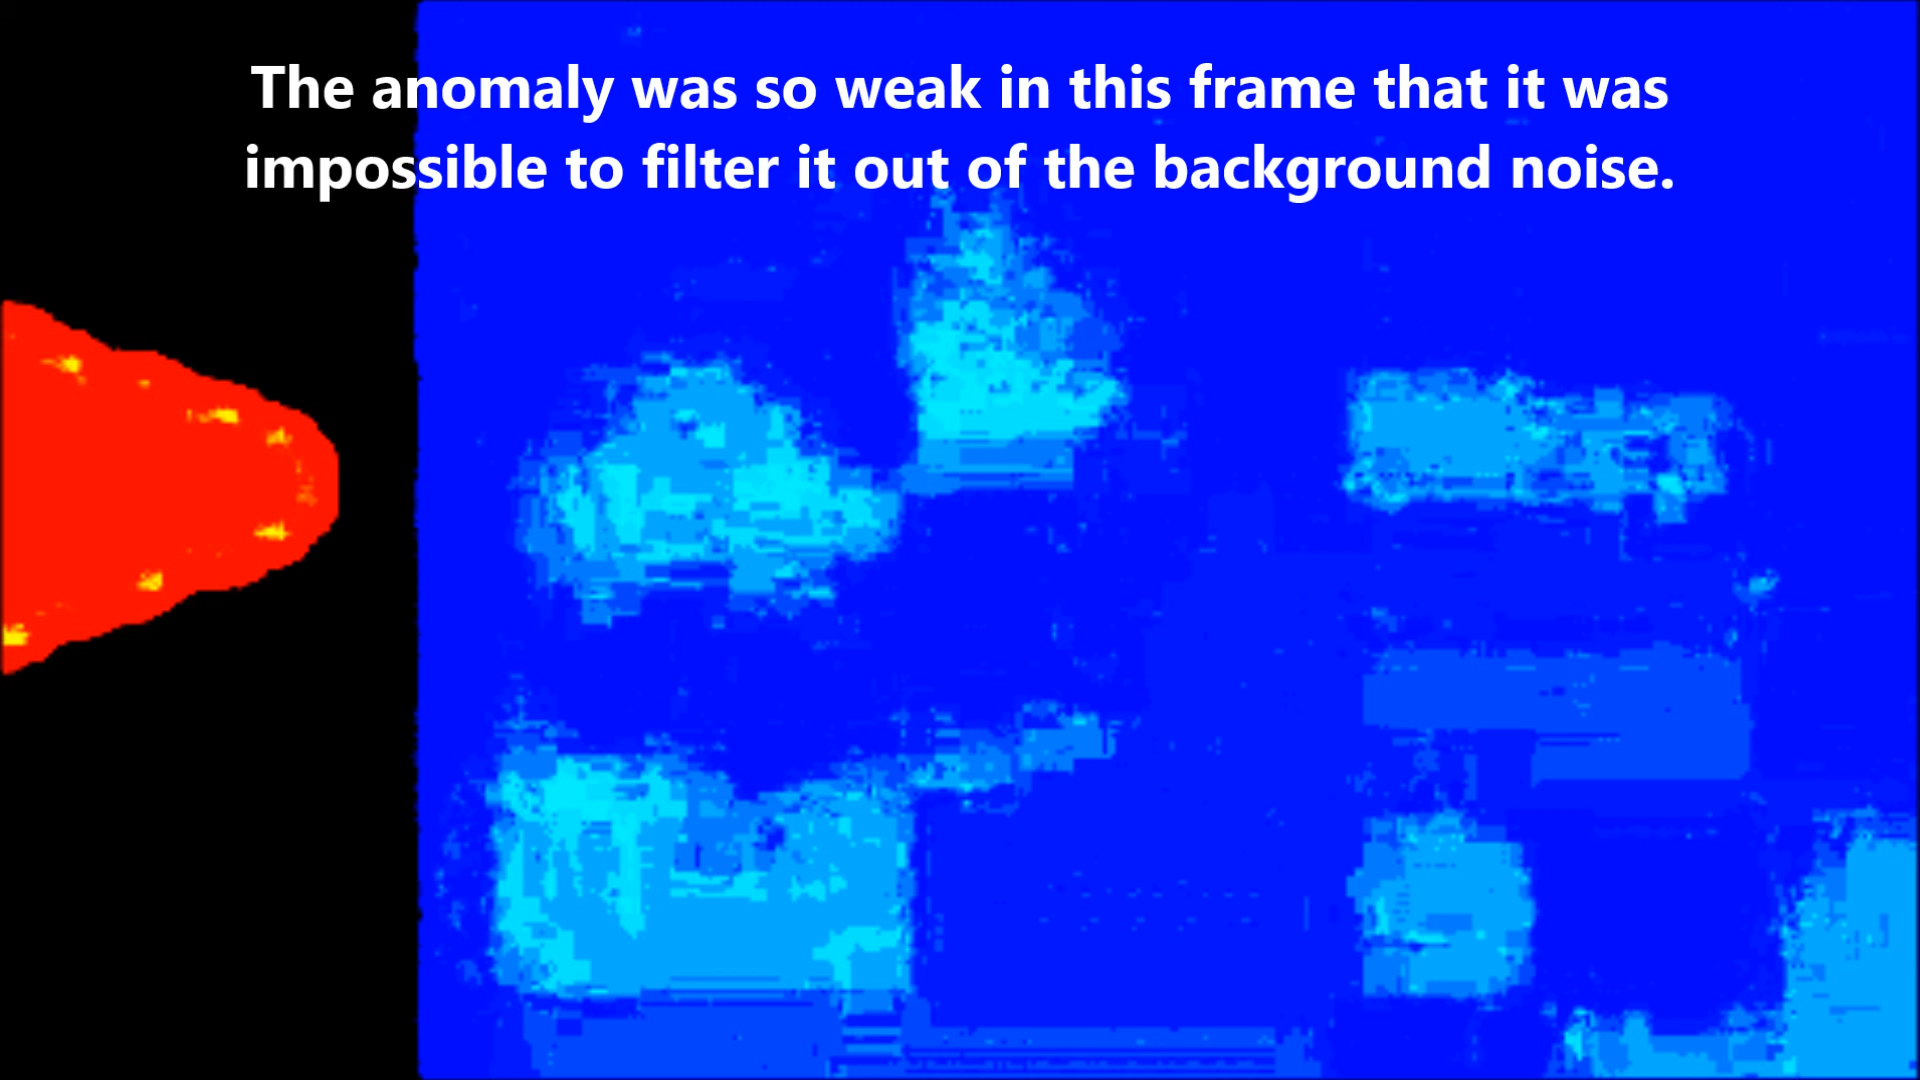 The anomaly was so weak in this frame that it was
impossible to filter it out of the background noise.